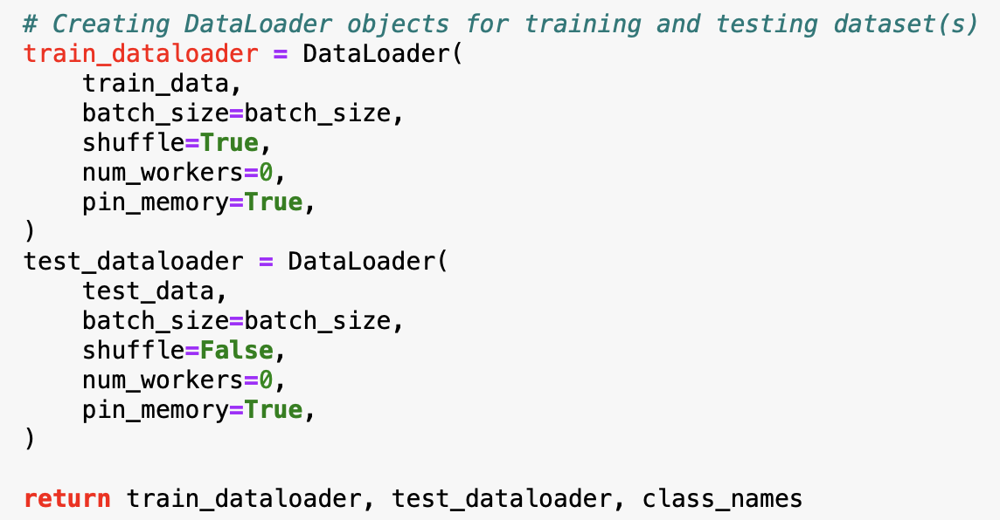 # Creating DataLoader objects for training and testing dataset(s)
train_dataloader = DataLoader(
    train_data,
    batch_size=batch_size,
    shuffle=True,
    num_workers=0,
    pin_memory=True,
)
test_dataloader = DataLoader(
    test_data,
    batch_size=batch_size,
    shuffle=False,
    num_workers=0,
    pin_memory=True,
)

return train_dataloader, test_dataloader, class_names